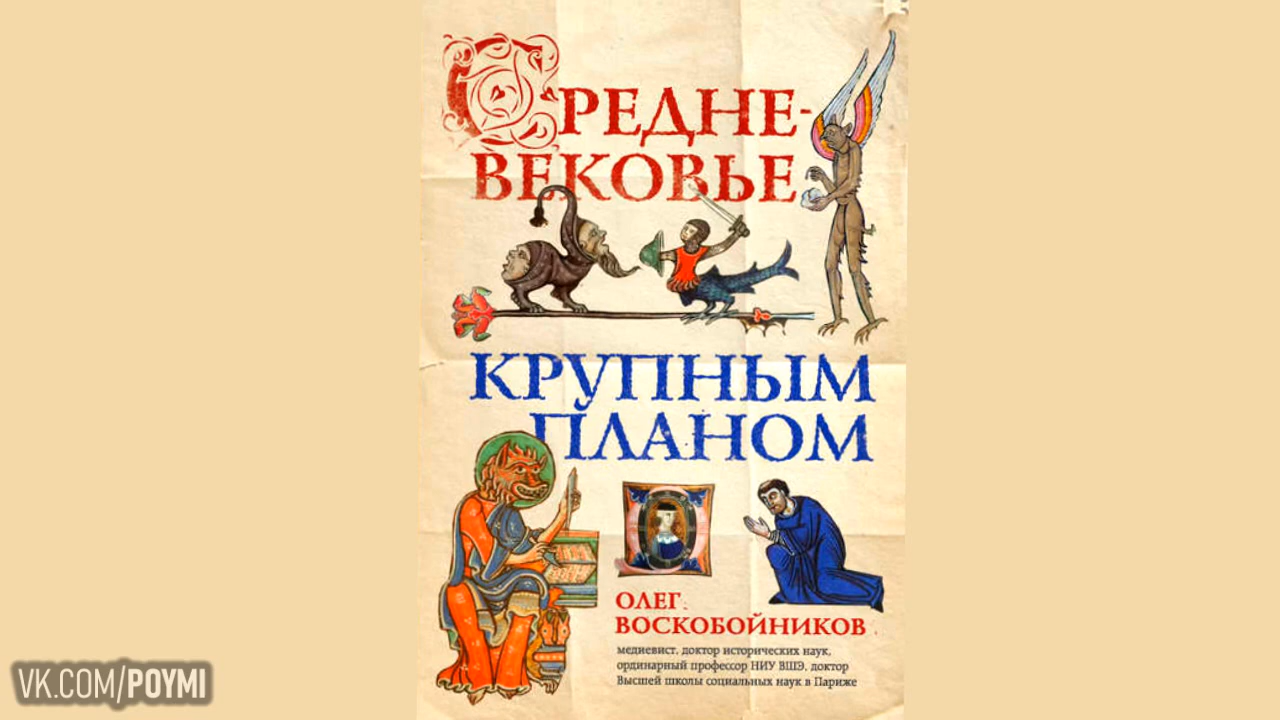 СРЕДНЕ-
ВЕКОВЬЕ
КРУПНЫМ
ПЛАНОМ
ОЛЕГ
ВОСКОБОЙНИКОВ
медиевист, доктор исторических наук,
ординарный профессор НИУ ВШЭ, доктор
Высшей школы социальных наук в Париже
VK.COM/POYMI